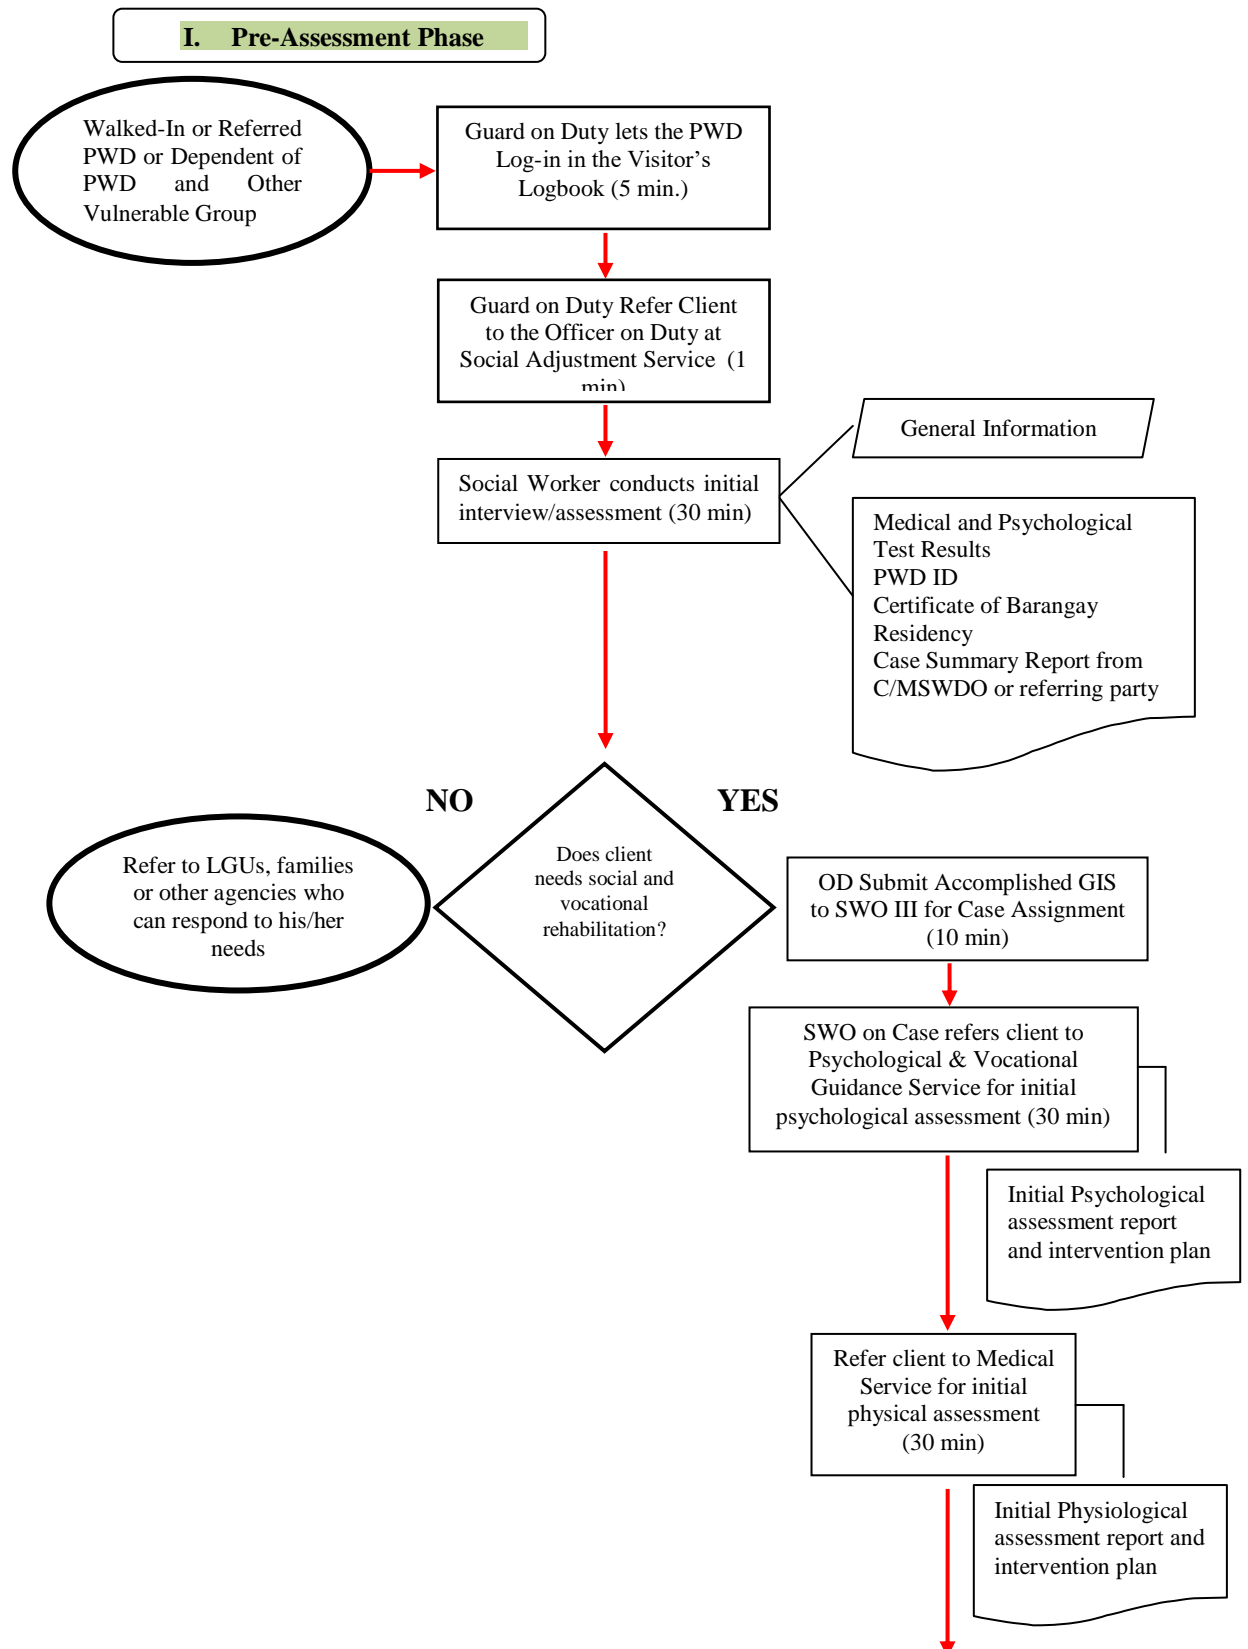 I. Pre-Assessment Phase
Walked-In or Referred
PWD or Dependent of
PWD and Other
Vulnerable Group
Guard on Duty lets the PWD
Log-in in the Visitor’s
Logbook (5 min.)
Guard on Duty Refer Client
to the Officer on Duty at
Social Adjustment Service (1
min)
General Information
Social Worker conducts initial
interview/assessment (30 min)
Medical and Psychological
Test Results
PWD ID
Certificate of Barangay
Residency
Case Summary Report from
C/MSWDO or referring party
NO
YES
Does client
needs social and
vocational
rehabilitation?
Refer to LGUs, families
or other agencies who
can respond to his/her
needs
OD Submit Accomplished GIS
to SWO III for Case Assignment
(10 min)
SWO on Case refers client to
Psychological & Vocational
Guidance Service for initial
psychological assessment (30 min)
Initial Psychological
assessment report
and intervention plan
Refer client to Medical
Service for initial
physical assessment
(30 min)
Initial Physiological
assessment report and
intervention plan